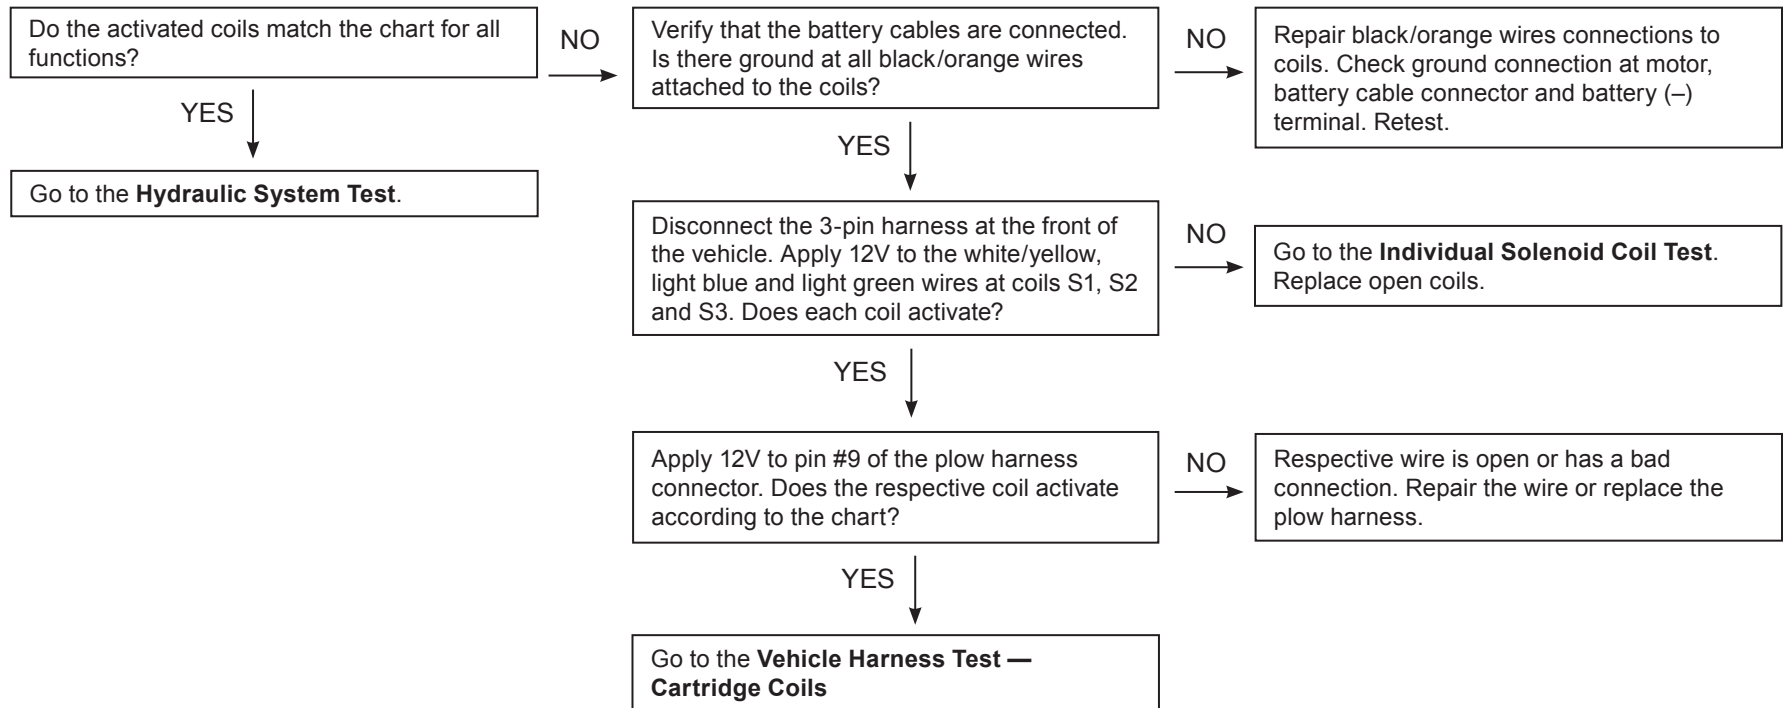 Do the activated coils match the chart for all
functions?
NO
Verify that the battery cables are connected.
Is there ground at all black/orange wires
attached to the coils?
NO
Repair black/orange wires connections to
coils. Check ground connection at motor,
battery cable connector and battery (–)
terminal. Retest.
YES
Go to the Hydraulic System Test.
YES
Disconnect the 3-pin harness at the front of
the vehicle. Apply 12V to the white/yellow,
light blue and light green wires at coils S1, S2
and S3. Does each coil activate?
NO
Go to the Individual Solenoid Coil Test.
Replace open coils.
YES
Apply 12V to pin #9 of the plow harness
connector. Does the respective coil activate
according to the chart?
NO
Respective wire is open or has a bad
connection. Repair the wire or replace the
plow harness.
YES
Go to the Vehicle Harness Test —
Cartridge Coils